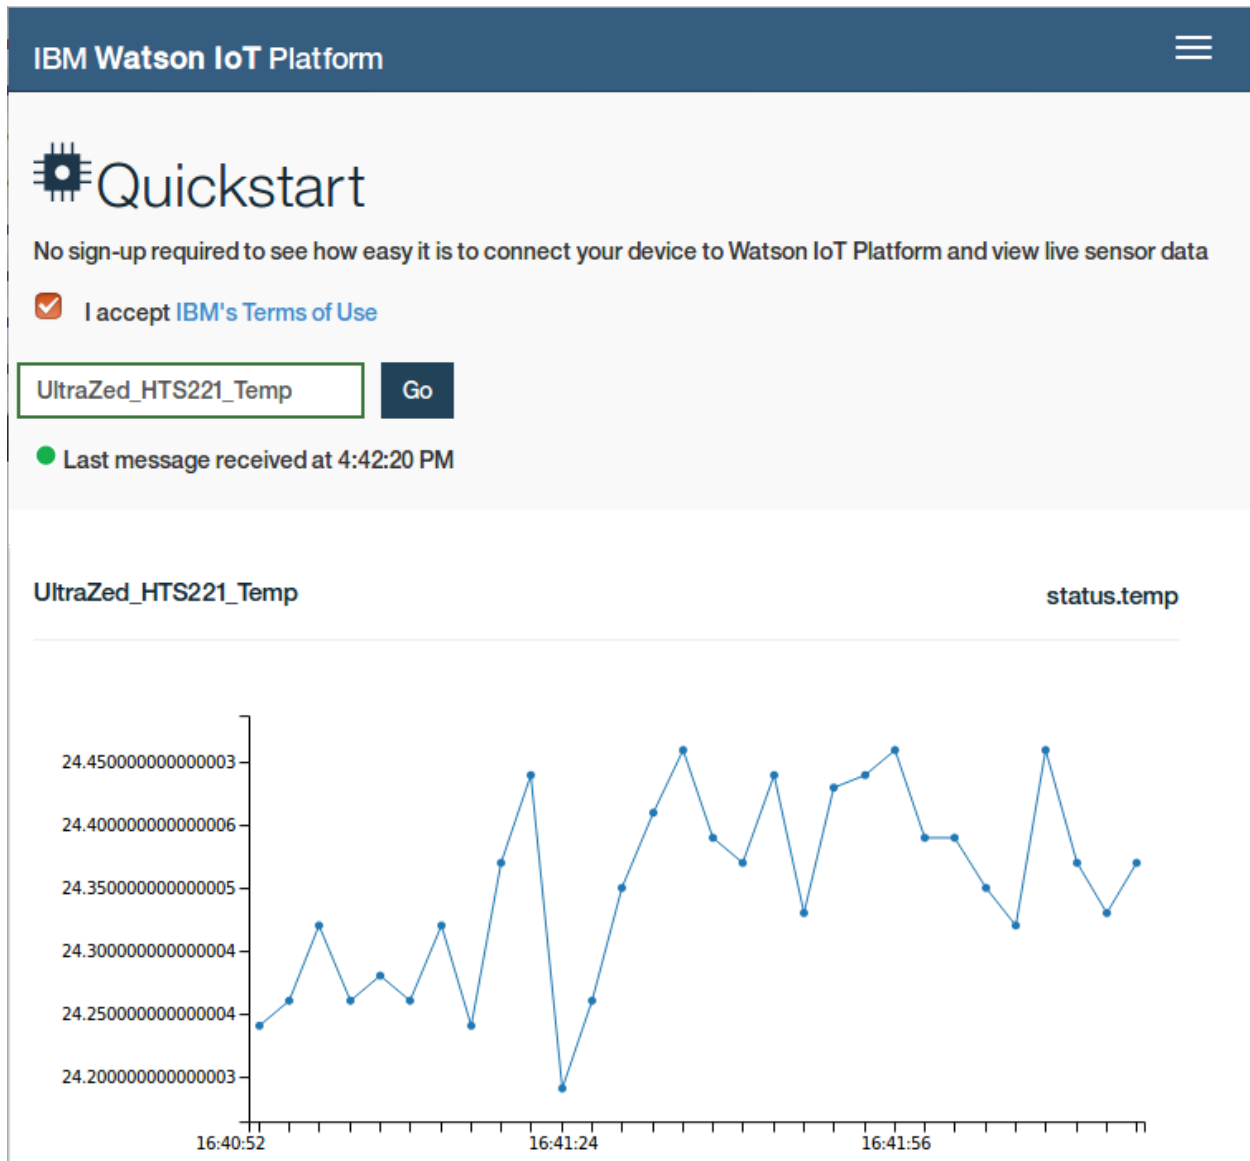 IBM Watson IoT Platform
Quickstart
No sign-up required to see how easy it is to connect your device to Watson IoT Platform and view live sensor data
I accept IBM's Terms of Use
UltraZed_HTS221_Temp Go
Last message received at 4:42:20 PM
UltraZed_HTS221_Temp status.temp
24.450000000000003
24.400000000000006
24.3500000000000005
24.3000000000000004
24.2500000000000004
24.200000000000003
16:40:52 16:41:24 16:41:56